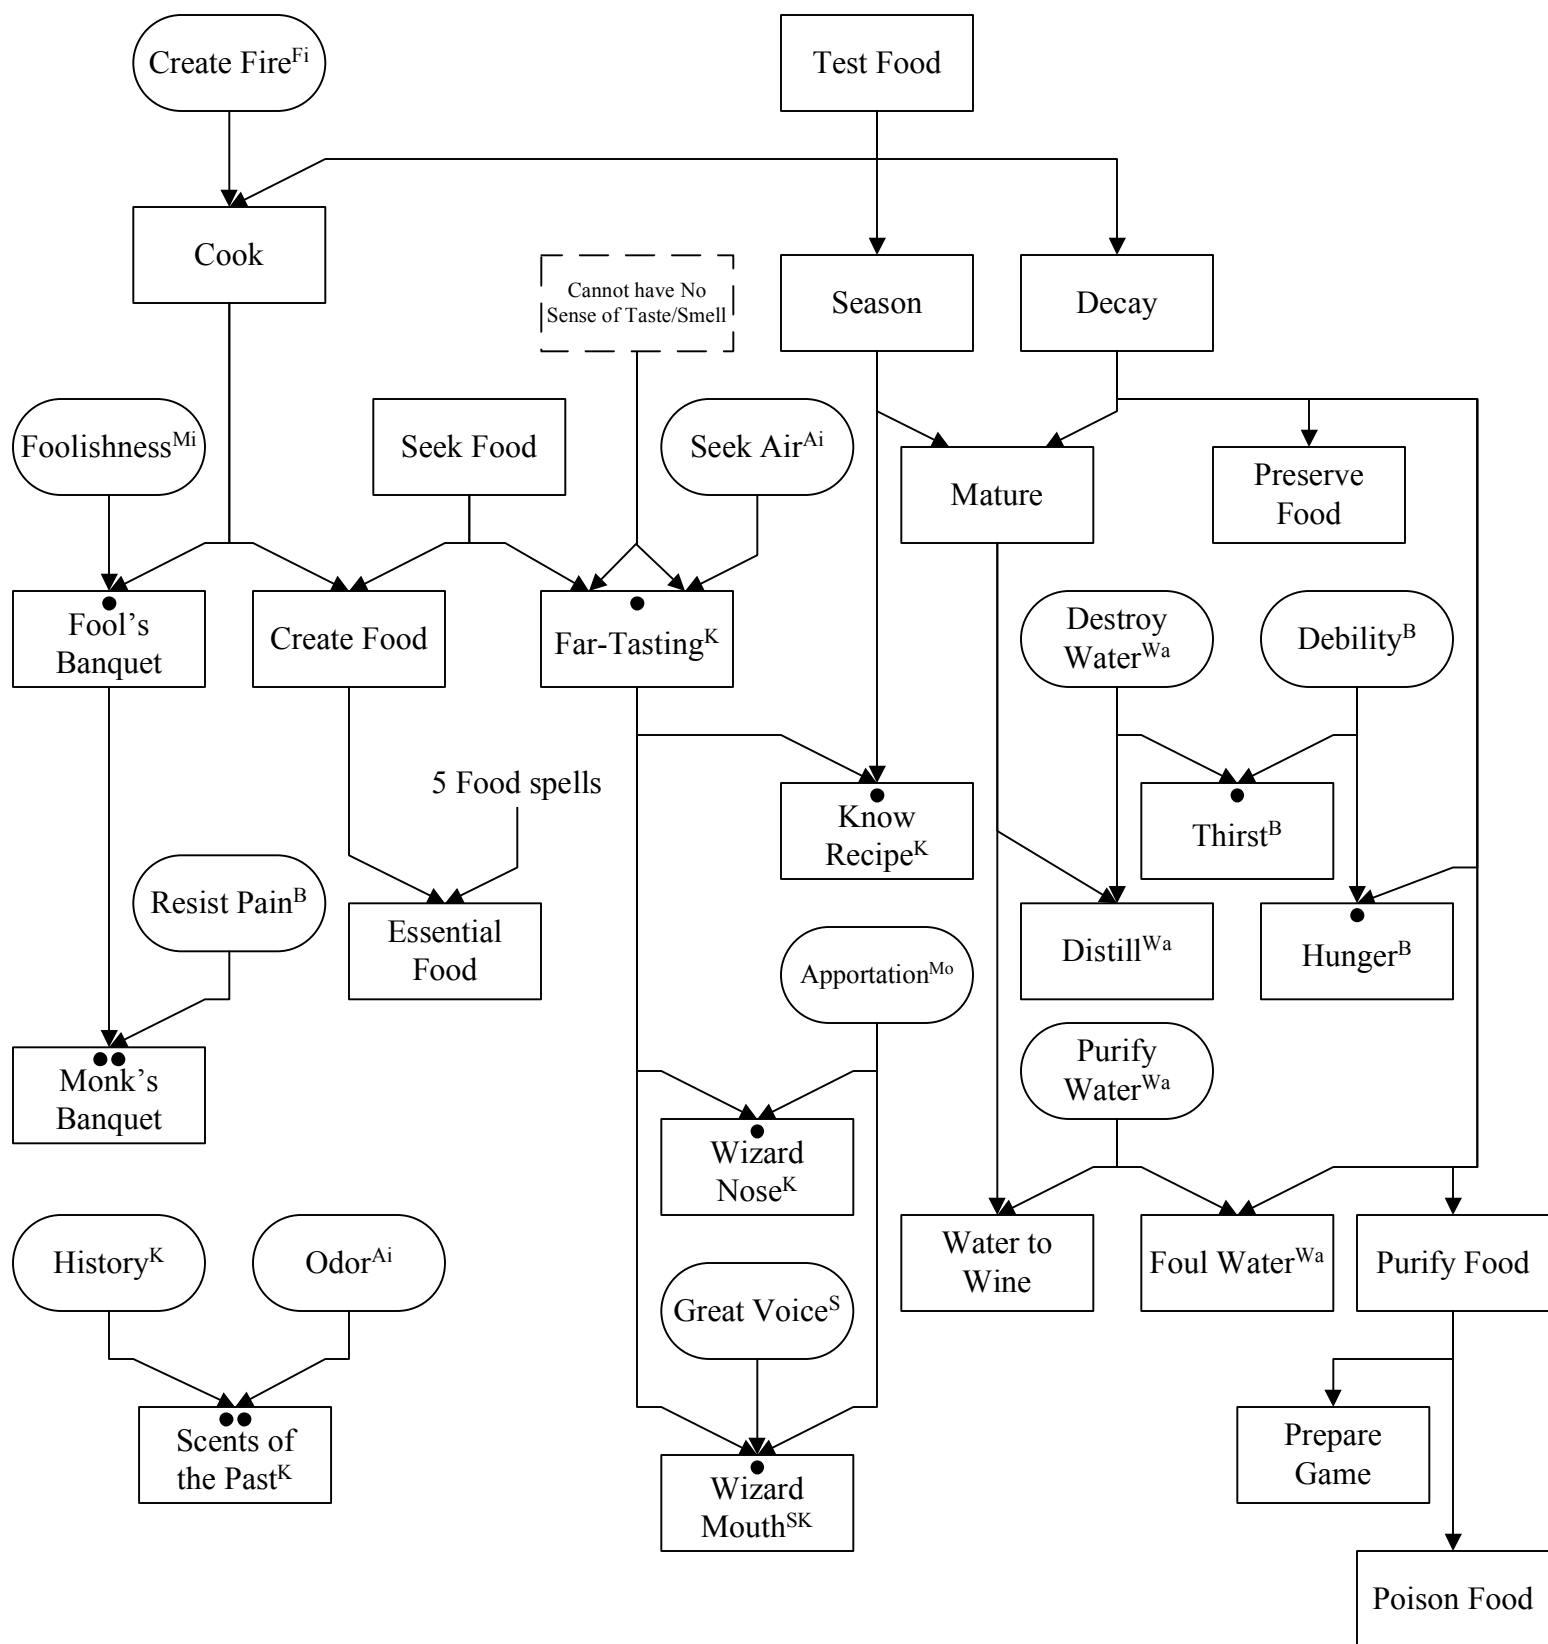 Create Fire^Fi
Test Food
Cook
Cannot have No
Sense of Taste/Smell
Season
Decay
Foolishness^Mi
Seek Food
Seek Air^Ai
Mature
Preserve
Food
Fool’s
Banquet
Create Food
Far-Tasting^K
Destroy
Water^Wa
Debility^B
5 Food spells
Know
Recipe^K
Thirst^B
Resist Pain^B
Essential
Food
Apportation^Mo
Distill^Wa
Hunger^B
Monk’s
Banquet
Purify
Water^Wa
Wizard
Nose^K
History^K
Odor^Ai
Water to
Wine
Foul Water^Wa
Purify Food
Great Voice^S
Scents of
the Past^K
Prepare
Game
Wizard
Mouth^SK
Poison Food